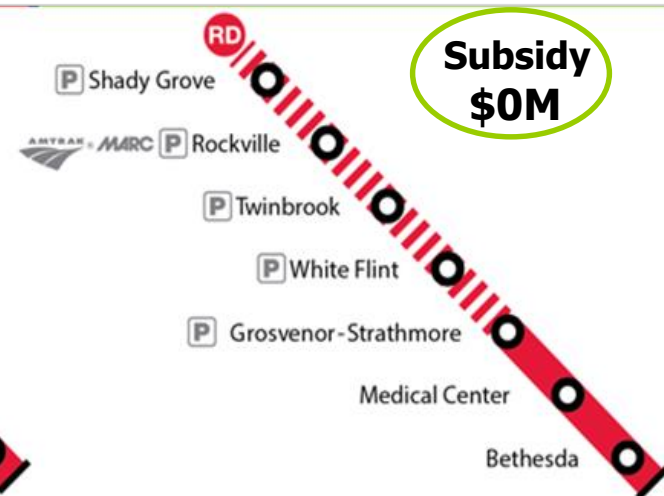 RD
Subsidy
$0M
P Shady Grove
AMTRAK MARC P Rockville
P Twinbrook
P White Flint
P Grosvenor-Strathmore
Medical Center
Bethesda